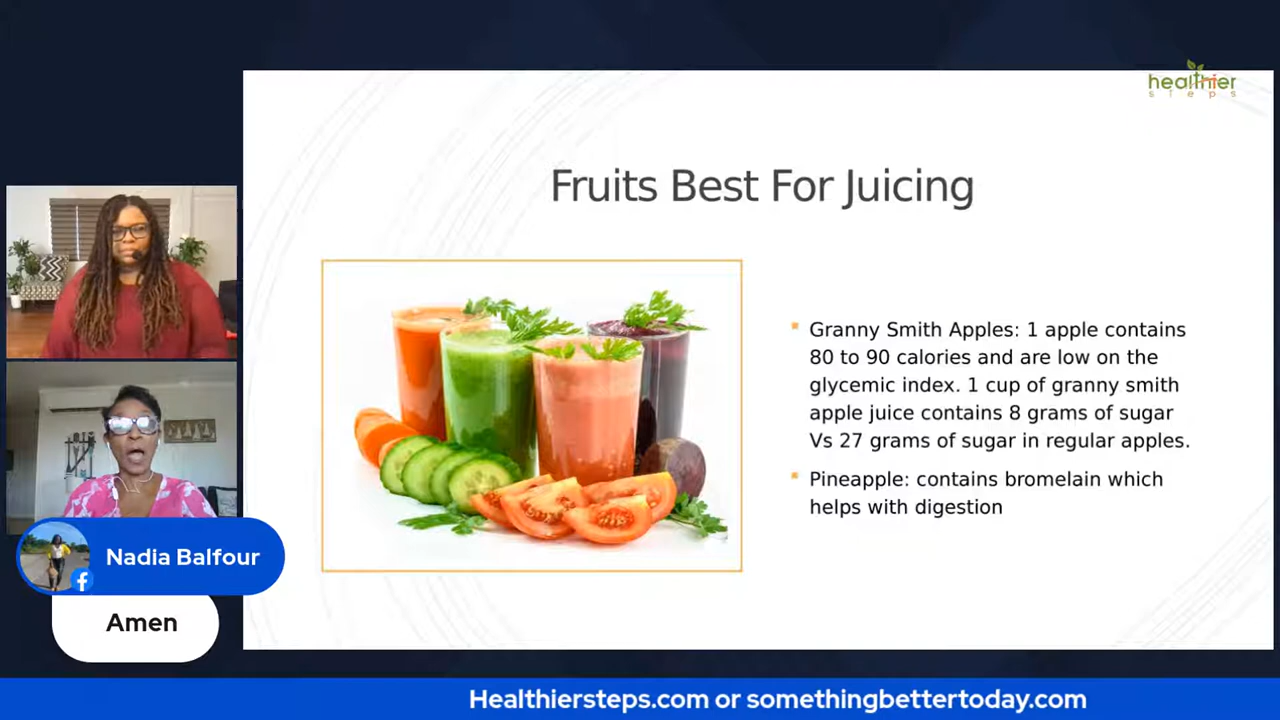 healthier
steps
Fruits Best For Juicing
Granny Smith Apples: 1 apple contains
80 to 90 calories and are low on the
glycemic index. 1 cup of granny smith
apple juice contains 8 grams of sugar
Vs 27 grams of sugar in regular apples.
Pineapple: contains bromelain which
helps with digestion
Nadia Balfour
Amen
Healthiersteps.com or somethingbettertoday.com